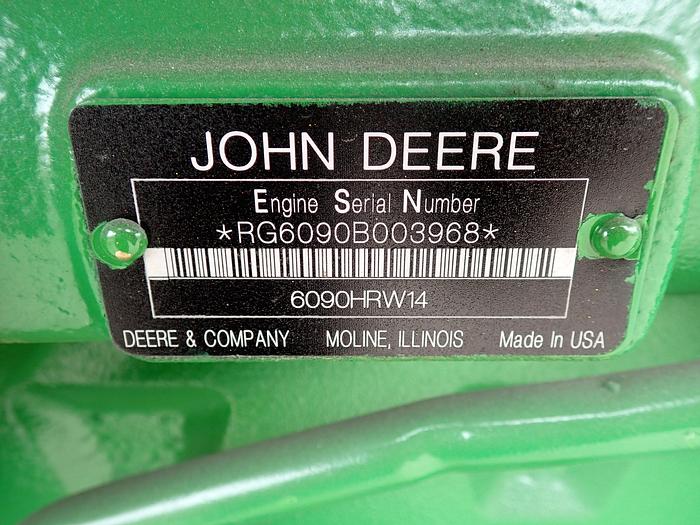 JOHN DEERE
Engine Serial Number
*RG6090B003968*
6090HRW14
DEERE & COMPANY MOLINE, ILLINOIS Made In USA